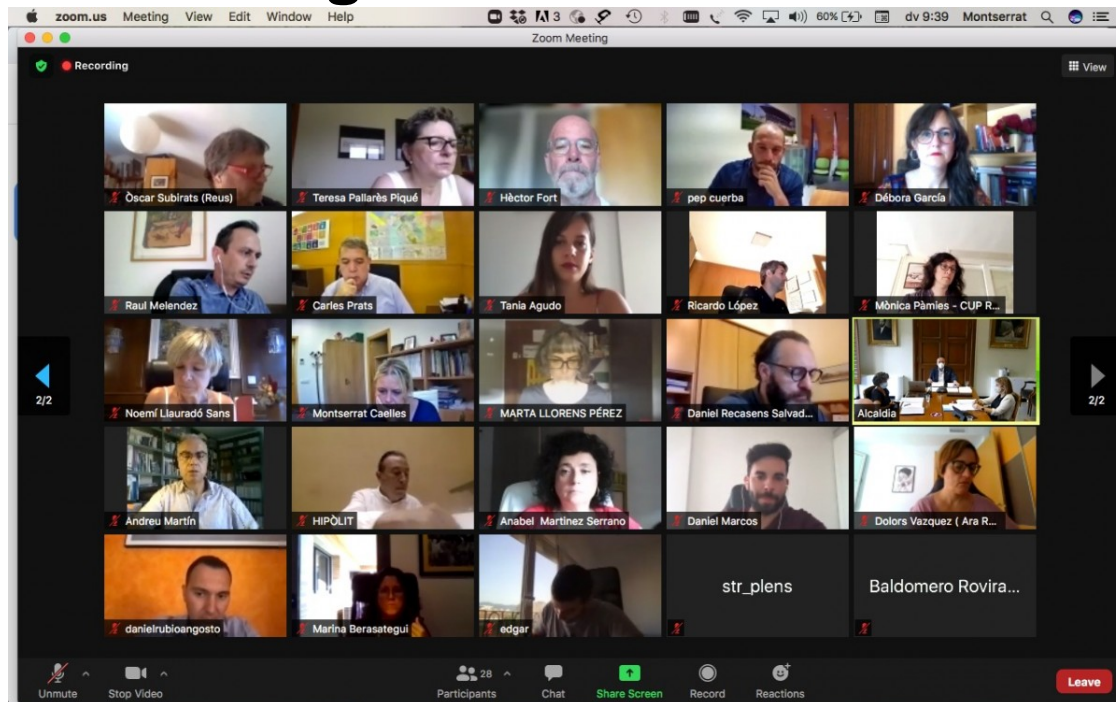 zoom.us Meeting View Edit Window Help 3 60% dv 9:39 Montserrat
Zoom Meeting
Recording
View
Òscar Subirats (Reus)
Teresa Pallarès Piqué
Hèctor Fort
pep cuerba
Débora García
Raul Melendez
Carles Prats
Tania Agudo
Ricardo López
Mònica Pàmies - CUP R...
2/2
Noemí Llauradó Sans
Montserrat Caelles
MARTA LLORENS PÉREZ
Daniel Recasens Salvad...
Alcaldia
2/2
Andreu Martín
HIPÒLIT
Anabel Martinez Serrano
Daniel Marcos
Dolors Vazquez ( Ara R...
danielrubioangosto
Marina Berasategui
edgar
str_plens
Baldomero Rovira...
Unmute
Stop Video
28
Participants
Chat
Share Screen
Record
Reactions
Leave